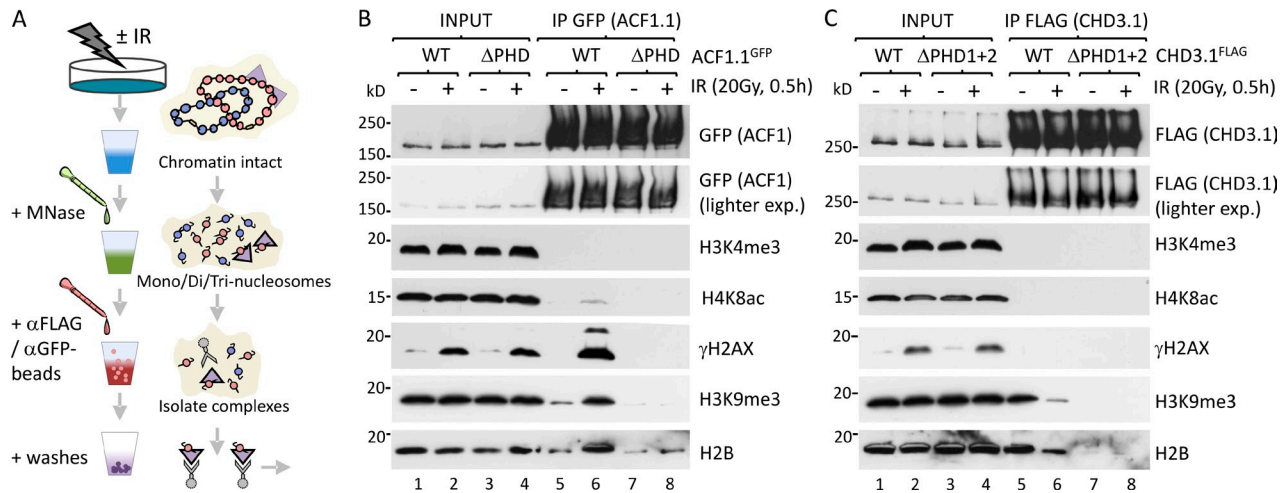 A
± IR
Chromatin intact
+ MNase
Mono/Di/Tri-nucleosomes
+ αFLAG
/ αGFP-
beads
Isolate complexes
+ washes
B
INPUT IP GFP (ACF1.1)
WT ΔPHD WT ΔPHD ACF1.1GFP
kD - + - + - + - + IR (20Gy, 0.5h)
250-
150-
GFP (ACF1)
250-
150-
GFP (ACF1)
(lighter exp.)
20-
H3K4me3
15-
H4K8ac
20-
γH2AX
20-
H3K9me3
20-
H2B
1 2 3 4 5 6 7 8
C
INPUT IP FLAG (CHD3.1)
WT ΔPHD1+2 WT ΔPHD1+2 CHD3.1FLAG
kD - + - + - + - + IR (20Gy, 0.5h)
250-
FLAG (CHD3.1)
250-
FLAG (CHD3.1)
(lighter exp.)
20-
H3K4me3
15-
H4K8ac
20-
γH2AX
20-
H3K9me3
20-
H2B
1 2 3 4 5 6 7 8